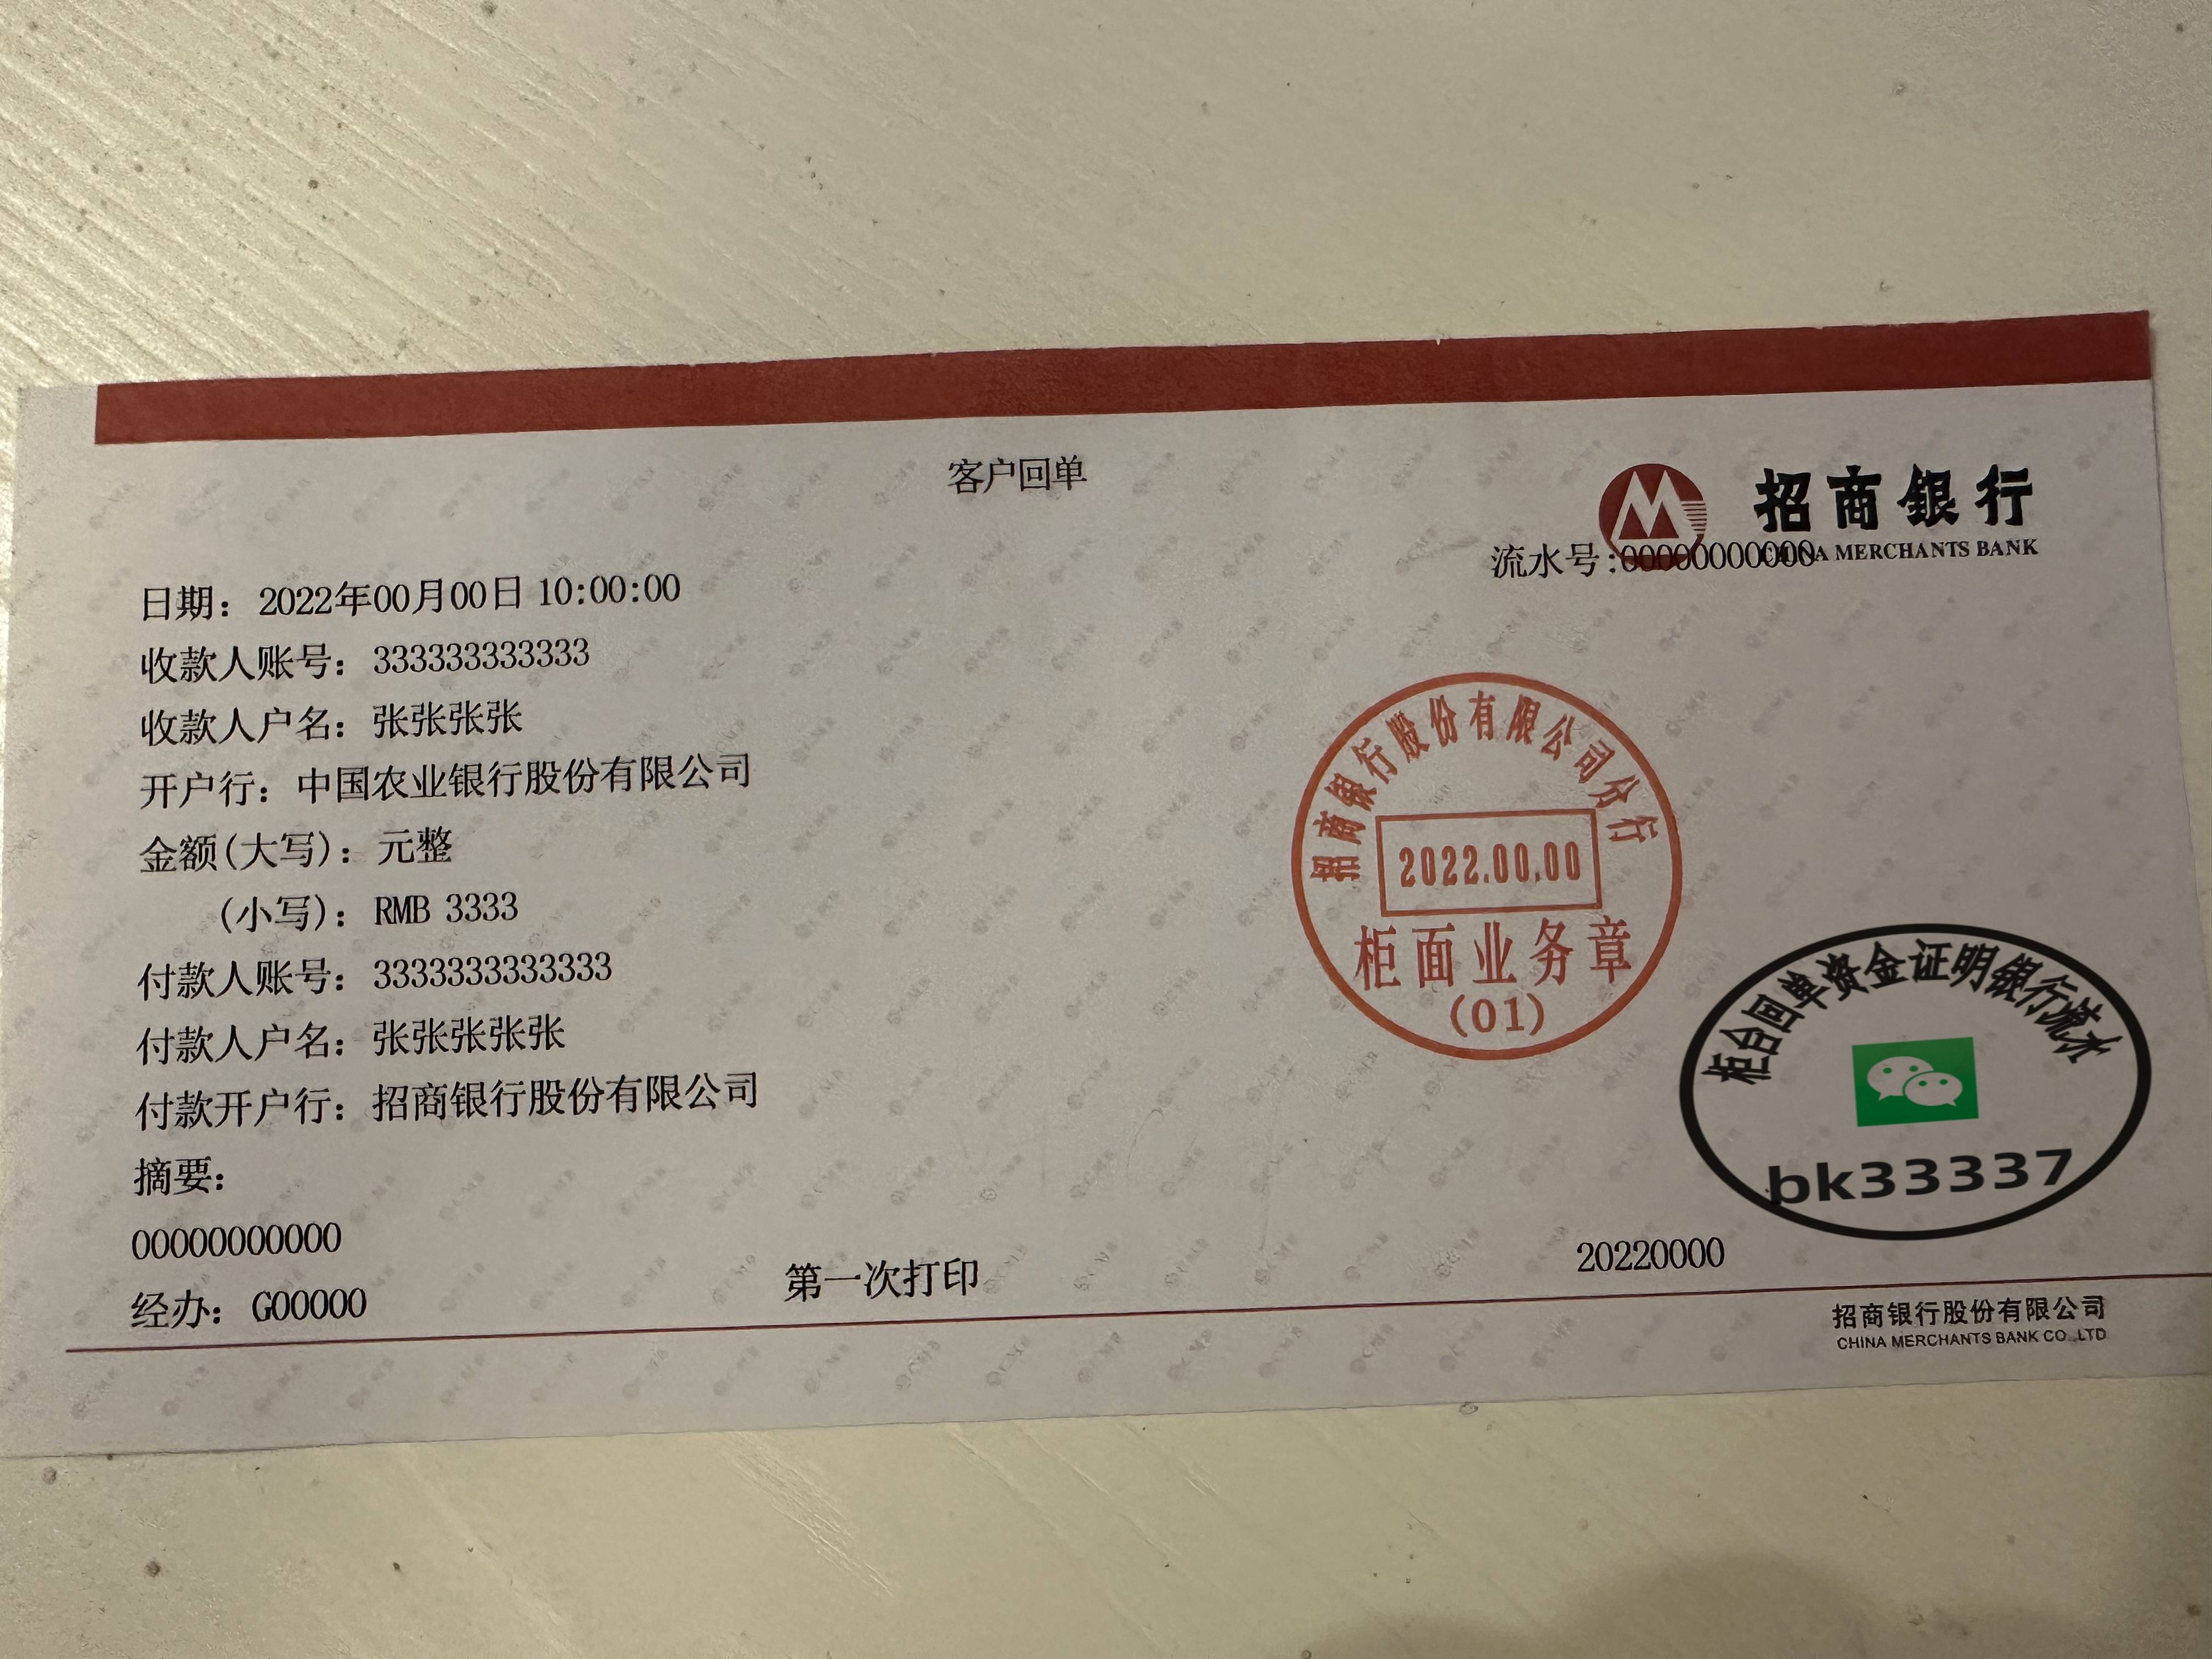 客户回单
招商銀行
CHINA MERCHANTS BANK
流水号:00000000000
日期：2022年00月00日 10:00:00
收款人账号：333333333333
收款人户名：张张张张
开户行：中国农业银行股份有限公司
金额(大写)：元整
(小写)：RMB 3333
付款人账号：3333333333333
付款人户名：张张张张张
付款开户行：招商银行股份有限公司
摘要：
00000000000
经办：G00000
第一次打印
20220000
招商银行股份有限公司分行
2022.00.00
柜面业务章
(01)
柜台回单资金证明银行流水
bk33337
招商银行股份有限公司
CHINA MERCHANTS BANK CO.,LTD